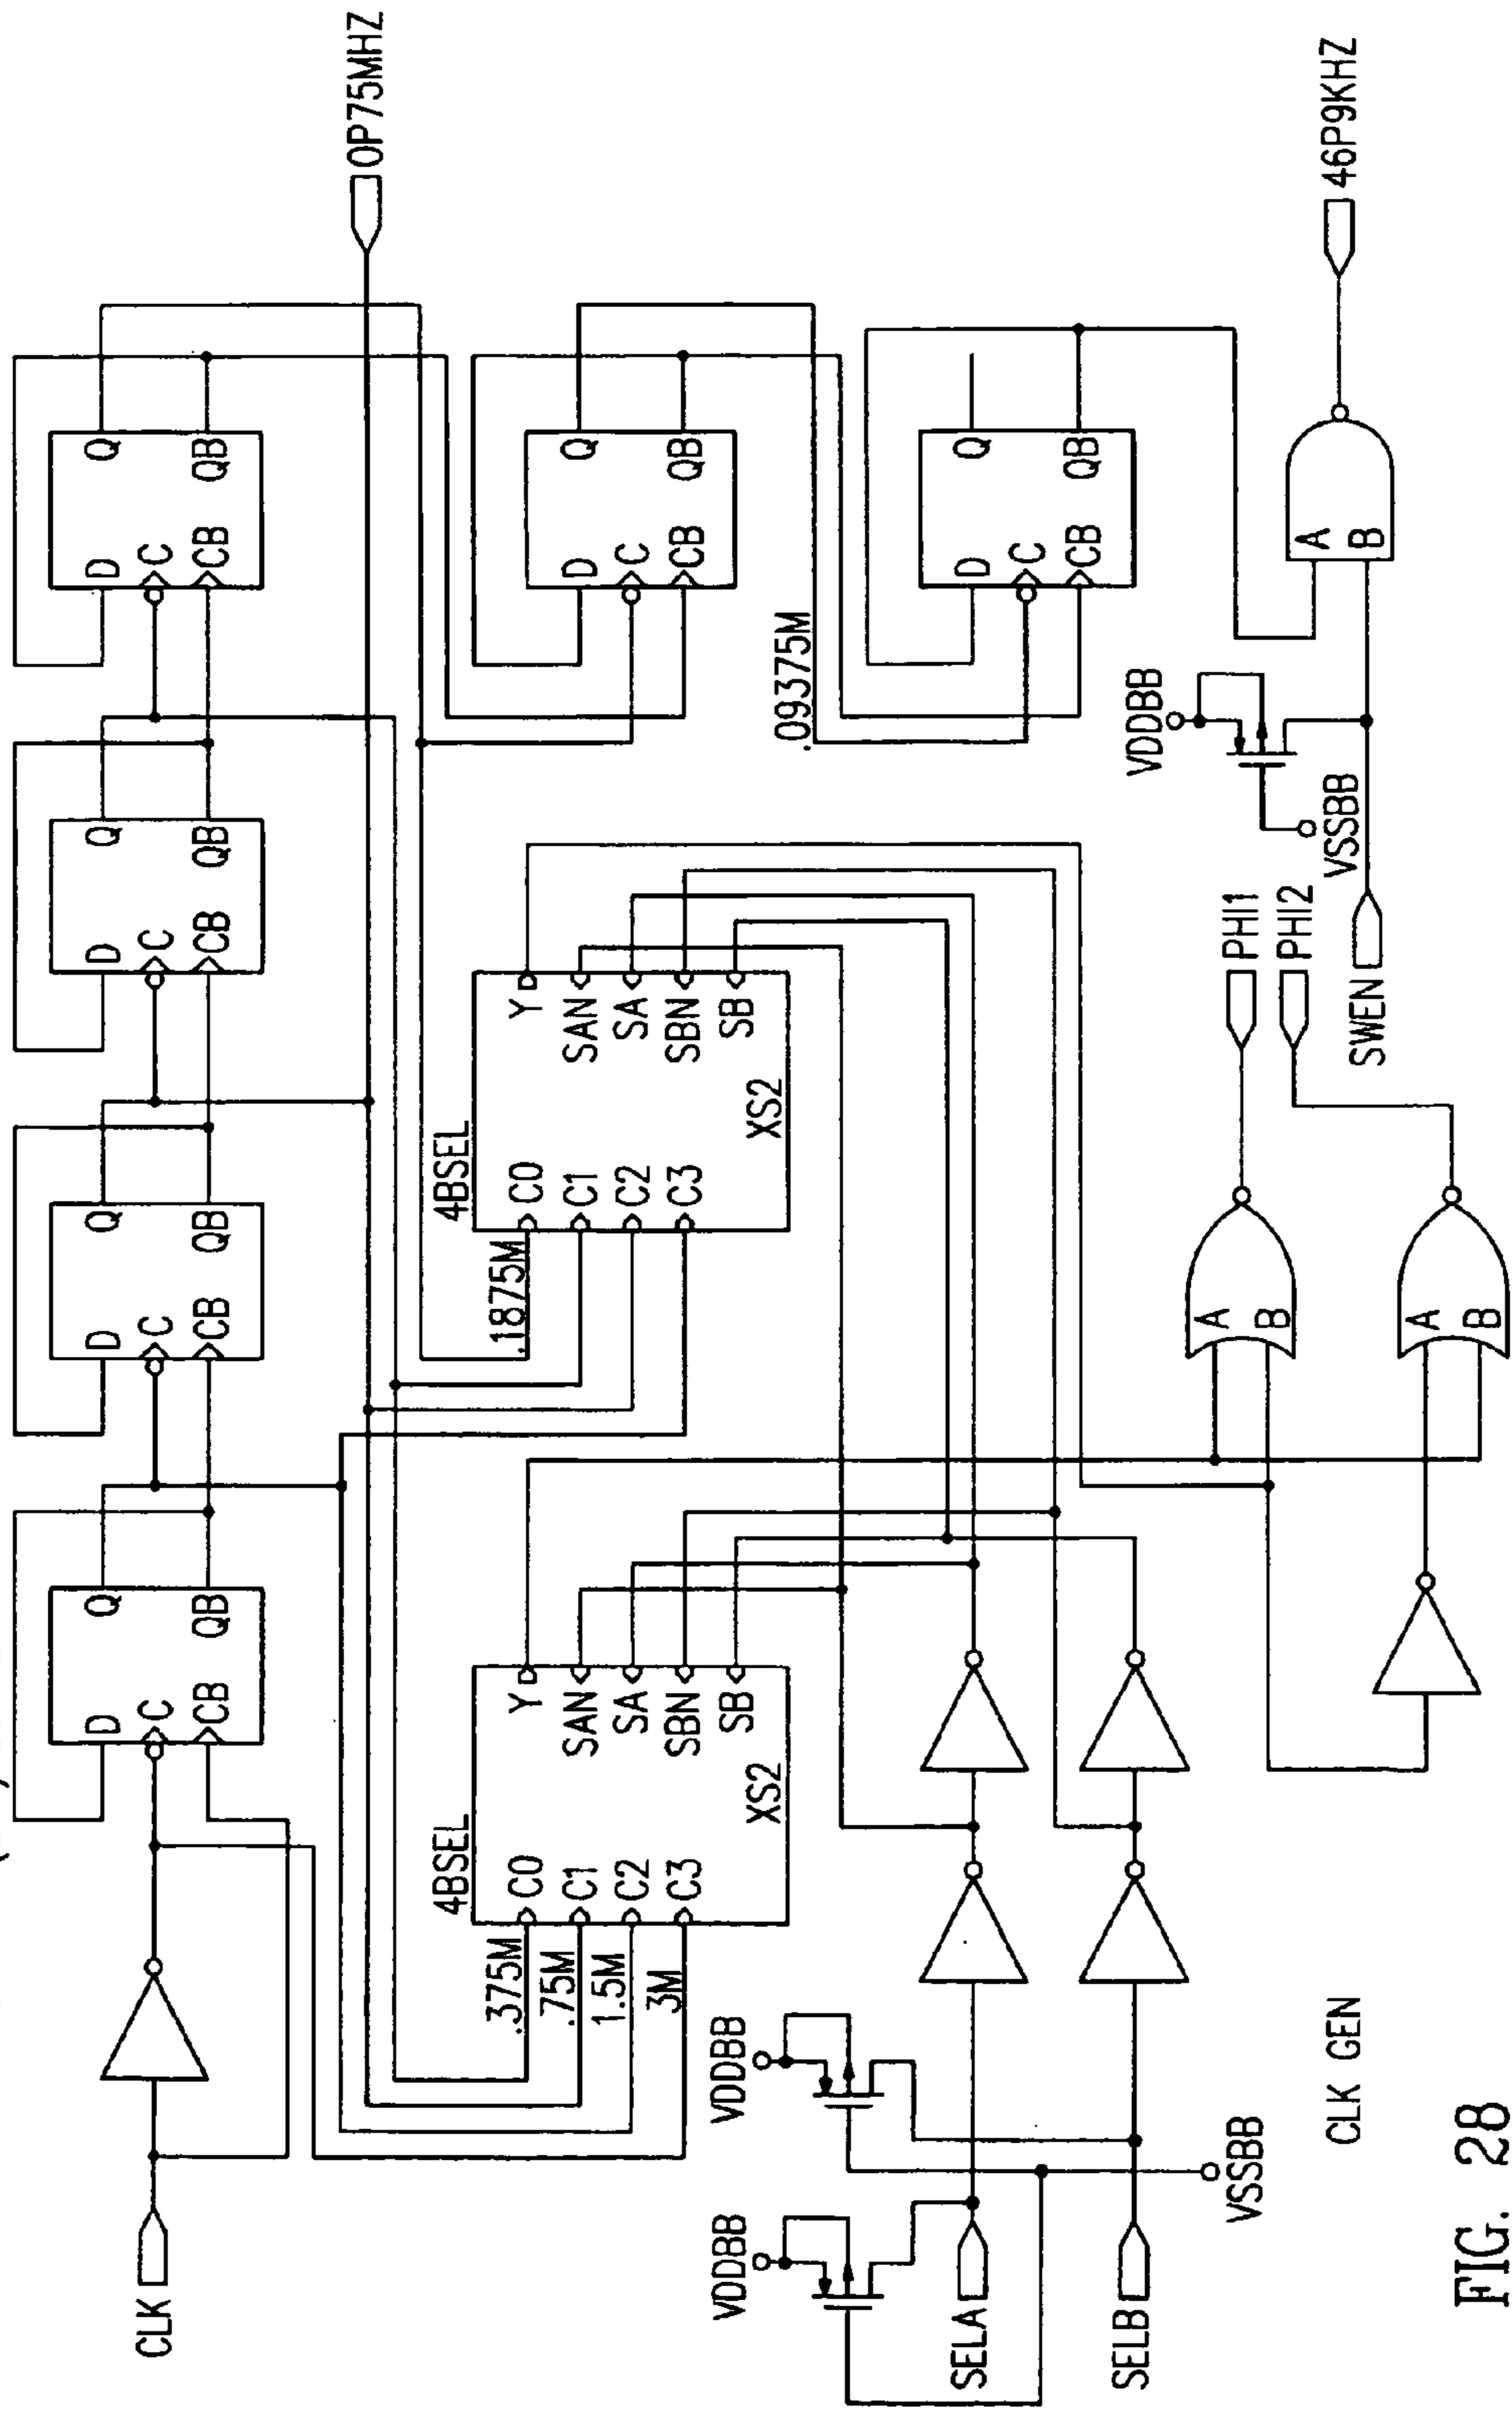 CLK
D
C
CB
Q
QB
D
C
CB
Q
QB
D
C
CB
Q
QB
D
C
CB
Q
QB
0P75MHZ
4BSEL
.375M
.75M
1.5M
3M
C0
C1
C2
C3
Y
SAN
SA
SBN
SB
XS2
4BSEL
.1875M
C0
C1
C2
C3
Y
SAN
SA
SBN
SB
XS2
D
C
CB
Q
QB
.09375M
D
C
CB
Q
QB
VDDBB
VDDBB
SELA
SELB
VSSBB
A
B
PHI1
A
B
PHI2
VDDBB
VSSBB
SWEN
A
B
46P9KHZ
CLK GEN
FIG. 28